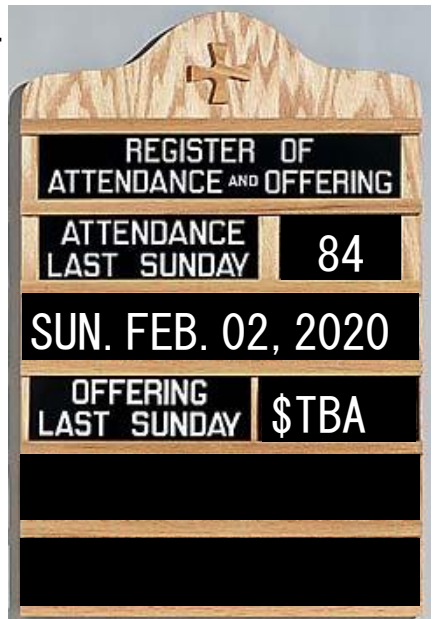 REGISTER OF
ATTENDANCE AND OFFERING
ATTENDANCE
LAST SUNDAY
84
SUN. FEB. 02, 2020
OFFERING
LAST SUNDAY
$TBA